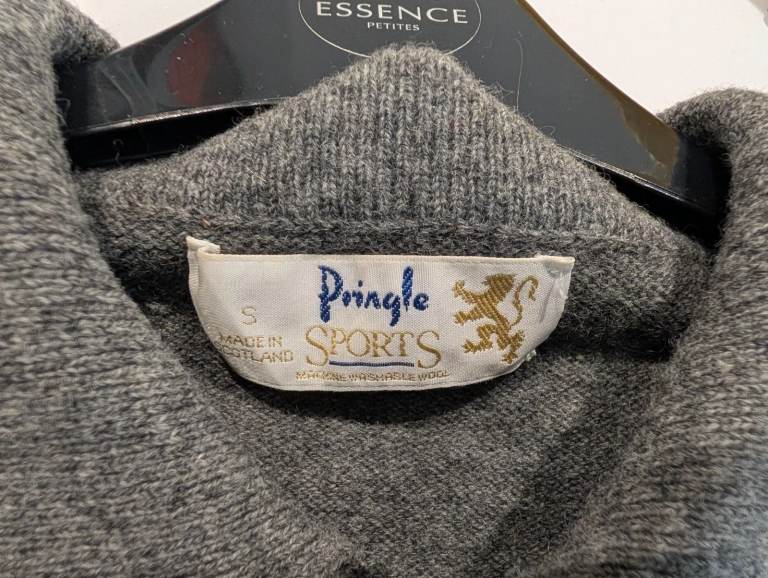 ESSENCE
PETITES
Pringle
S
SPORTS
MADE IN
SCOTLAND
MACHINE WASHABLE WOOL